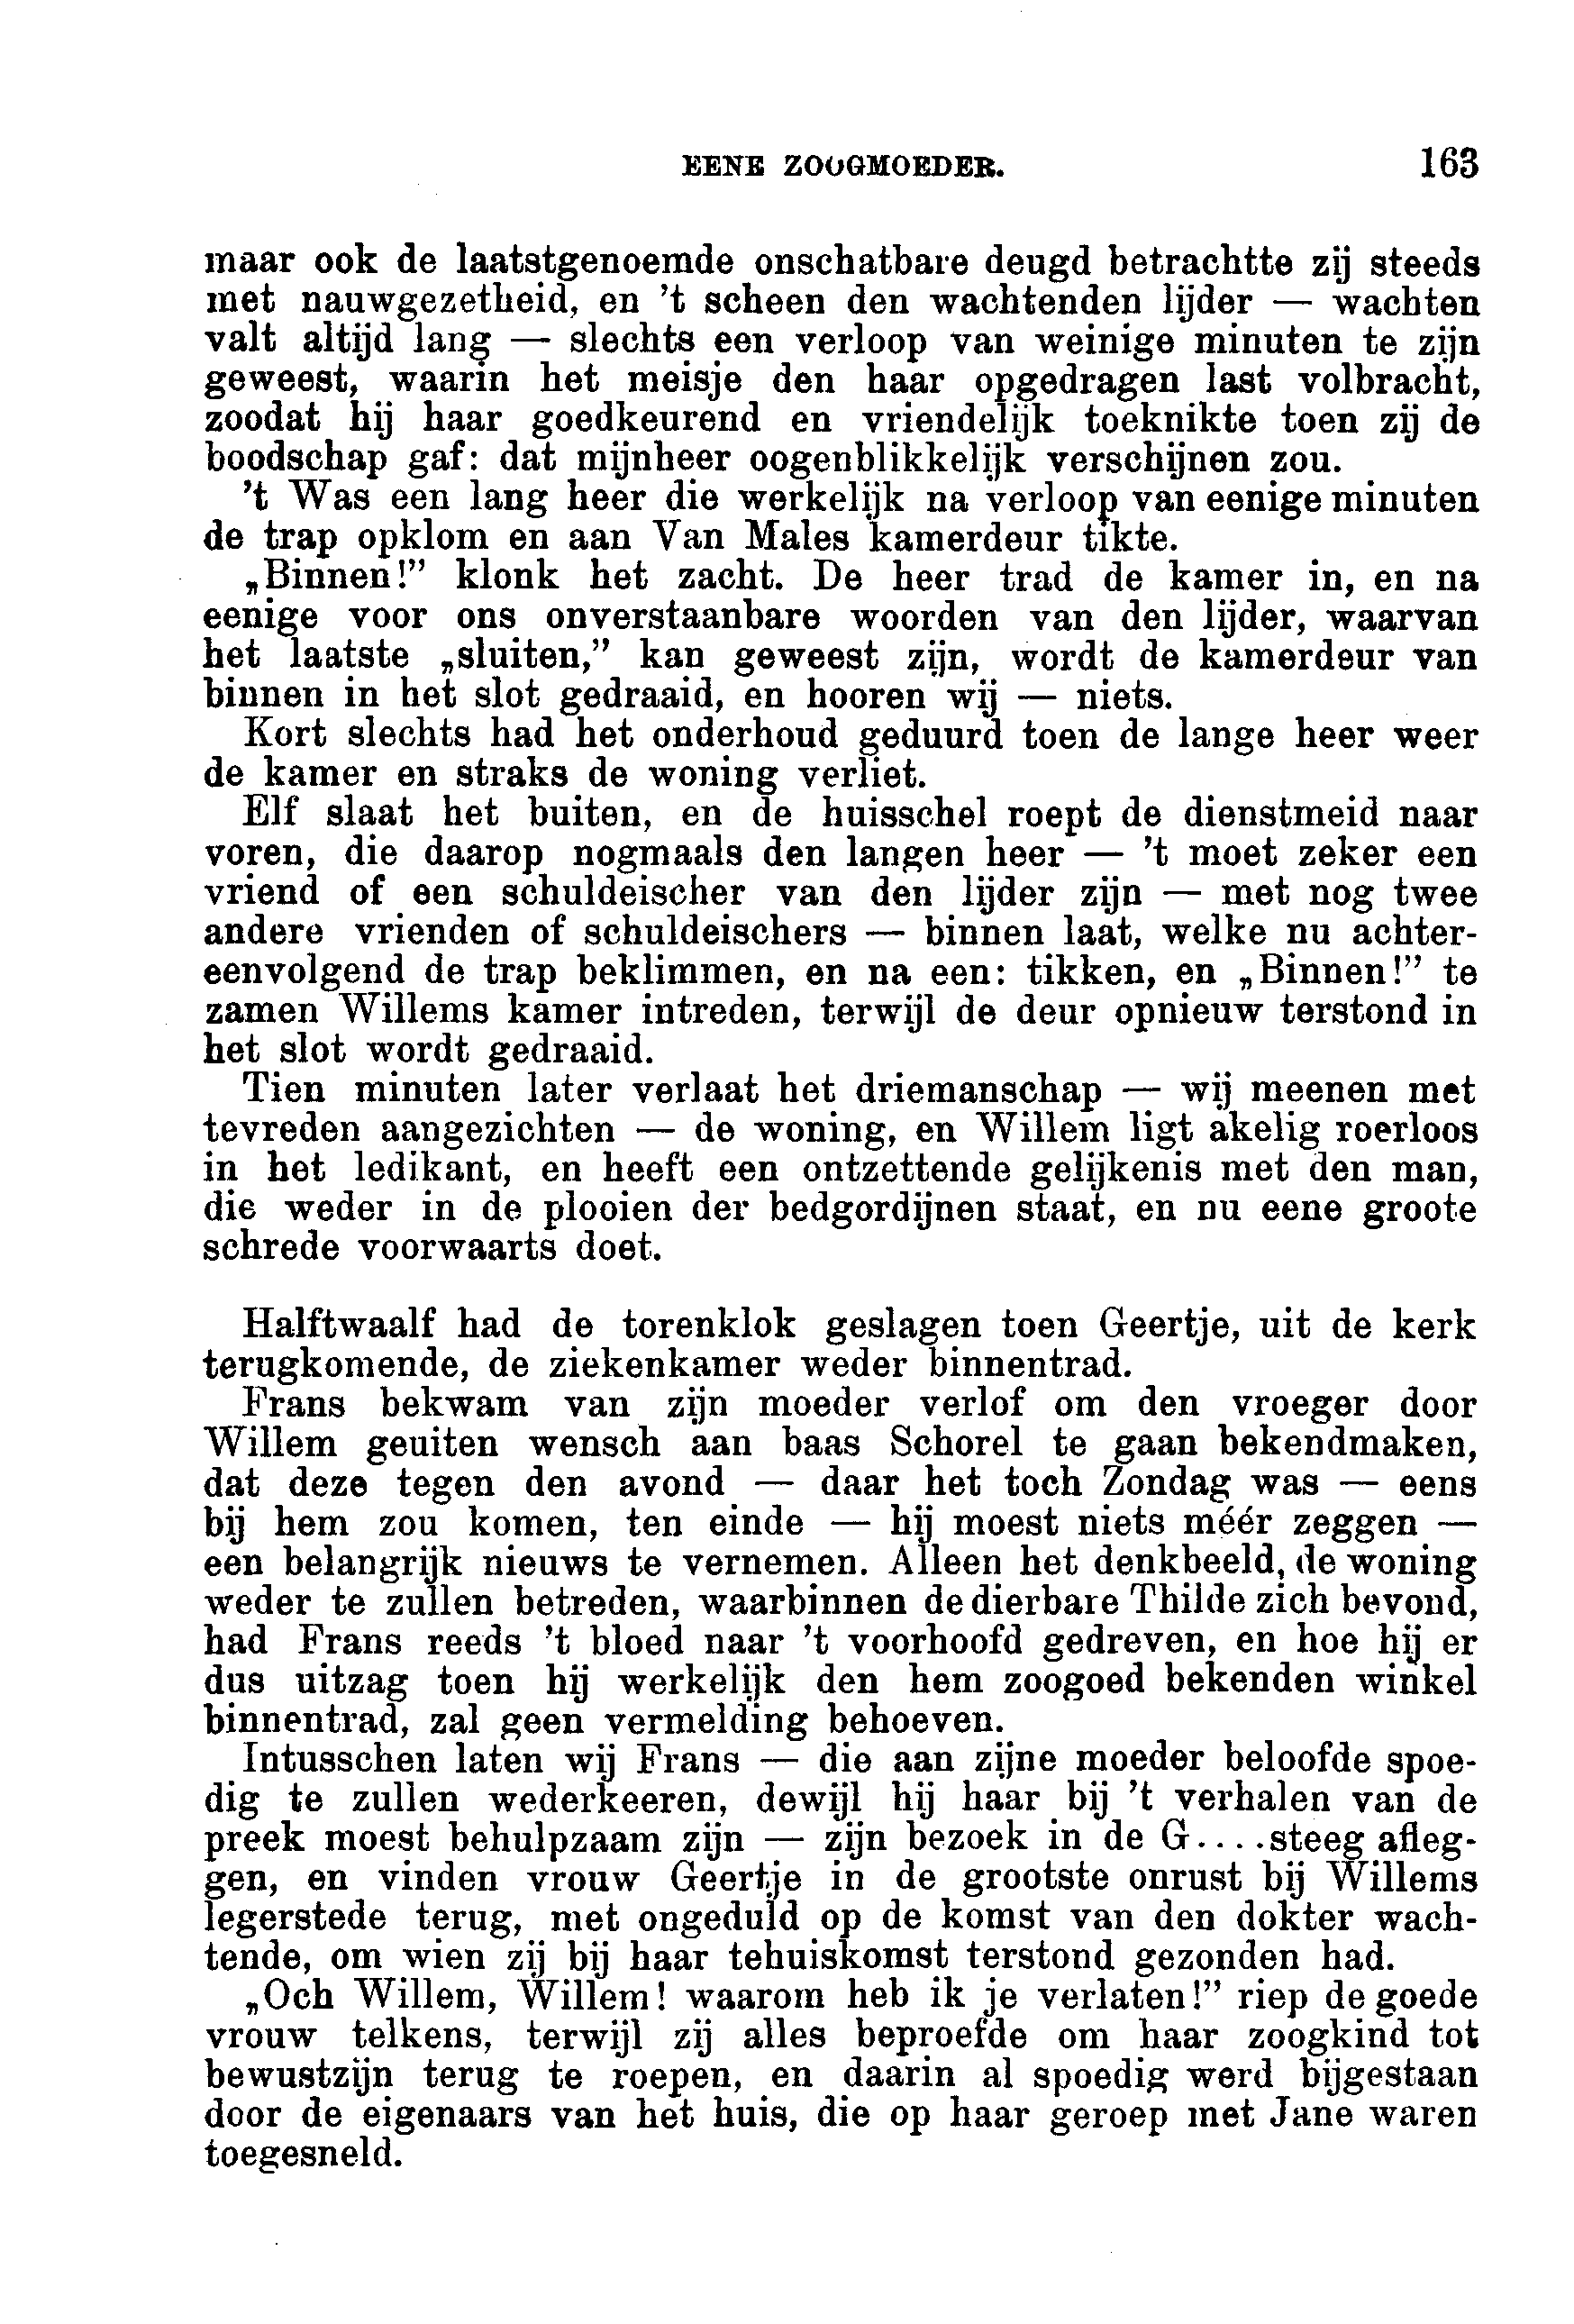 EENE ZOOGMOEDER. 163
maar ook de laatstgenoemde onschatbare deugd betrachtte zij steeds
met nauwgezetheid, en 't scheen den wachtenden lijder — wachten
valt altijd lang — slechts een verloop van weinige minuten te zijn
geweest, waarin het meisje den haar opgedragen last volbracht,
zoodat hij haar goedkeurend en vriendelijk toeknikte toen zij de
boodschap gaf: dat mijnheer oogenblikkelijk verschijnen zou.
't Was een lang heer die werkelijk na verloop van eenige minuten
de trap opklom en aan Van Males kamerdeur tikte.
„Binnen!” klonk het zacht. De heer trad de kamer in, en na
eenige voor ons onverstaanbare woorden van den lijder, waarvan
het laatste „sluiten,” kan geweest zijn, wordt de kamerdeur van
binnen in het slot gedraaid, en hooren wij — niets.
Kort slechts had het onderhoud geduurd toen de lange heer weer
de kamer en straks de woning verliet.
Elf slaat het buiten, en de huisschel roept de dienstmeid naar
voren, die daarop nogmaals den langen heer — 't moet zeker een
vriend of een schuldeischer van den lijder zijn — met nog twee
andere vrienden of schuldeischers — binnen laat, welke nu achter-
eenvolgend de trap beklimmen, en na een: tikken, en „Binnen!” te
zamen Willems kamer intreden, terwijl de deur opnieuw terstond in
het slot wordt gedraaid.
Tien minuten later verlaat het driemanschap — wij meenen met
tevreden aangezichten — de woning, en Willem ligt akelig roerloos
in het ledikant, en heeft een ontzettende gelijkenis met den man,
die weder in de plooien der bedgordijnen staat, en nu eene groote
schrede voorwaarts doet.
Halftwaalf had de torenklok geslagen toen Geertje, uit de kerk
terugkomende, de ziekenkamer weder binnentrad.
Frans bekwam van zijn moeder verlof om den vroeger door
Willem geuiten wensch aan baas Schorel te gaan bekendmaken,
dat deze tegen den avond — daar het toch Zondag was — eens
bij hem zou komen, ten einde — hij moest niets méér zeggen —
een belangrijk nieuws te vernemen. Alleen het denkbeeld, de woning
weder te zullen betreden, waarbinnen de dierbare Thilde zich bevond,
had Frans reeds 't bloed naar 't voorhoofd gedreven, en hoe hij er
dus uitzag toen hij werkelijk den hem zoogoed bekenden winkel
binnentrad, zal geen vermelding behoeven.
Intusschen laten wij Frans — die aan zijne moeder beloofde spoe-
dig te zullen wederkeeren, dewijl hij haar bij 't verhalen van de
preek moest behulpzaam zijn — zijn bezoek in de G....steeg afleg-
gen, en vinden vrouw Geertje in de grootste onrust bij Willems
legerstede terug, met ongeduld op de komst van den dokter wach-
tende, om wien zij bij haar tehuiskomst terstond gezonden had.
„Och Willem, Willem! waarom heb ik je verlaten!” riep de goede
vrouw telkens, terwijl zij alles beproefde om haar zoogkind tot
bewustzijn terug te roepen, en daarin al spoedig werd bijgestaan
door de eigenaars van het huis, die op haar geroep met Jane waren
toegesneld.